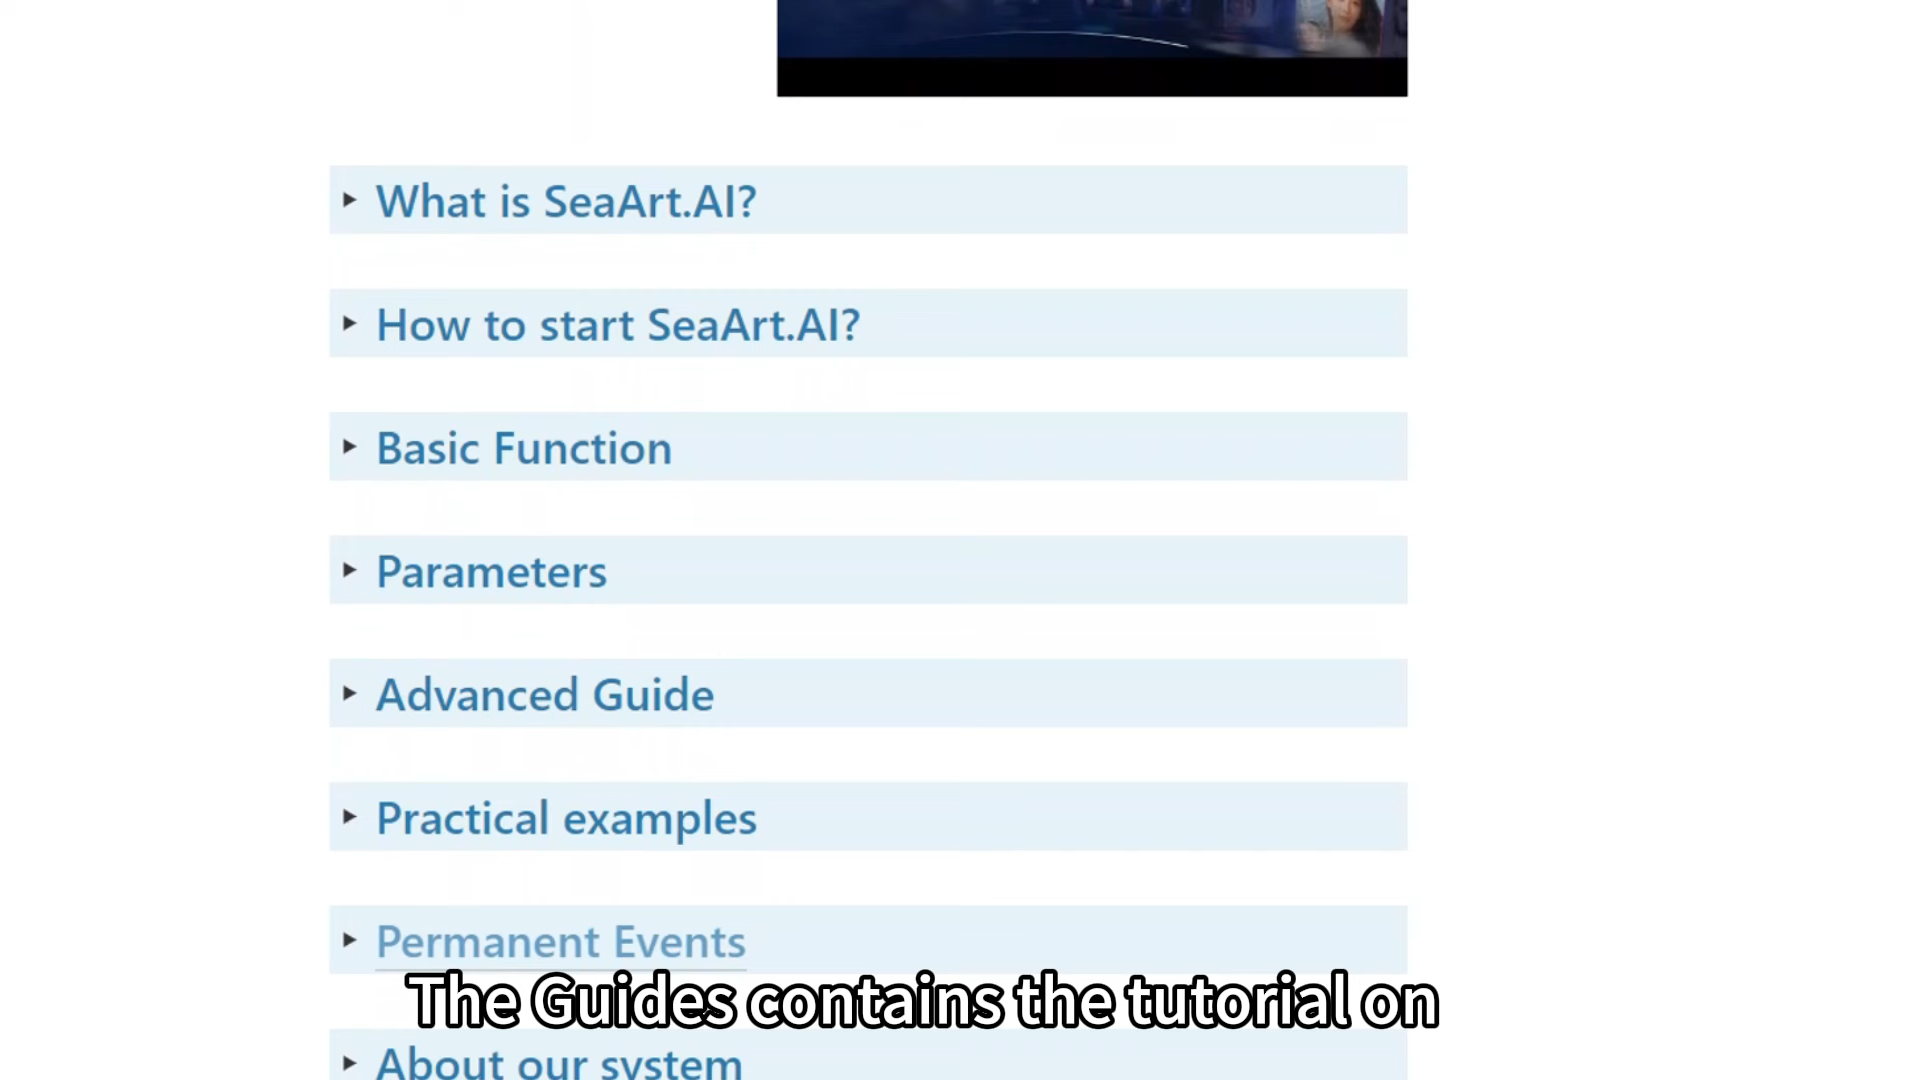 What is SeaArt.AI?
How to start SeaArt.AI?
Basic Function
Parameters
Advanced Guide
Practical examples
Permanent Events
The Guides contains the tutorial on
About our system